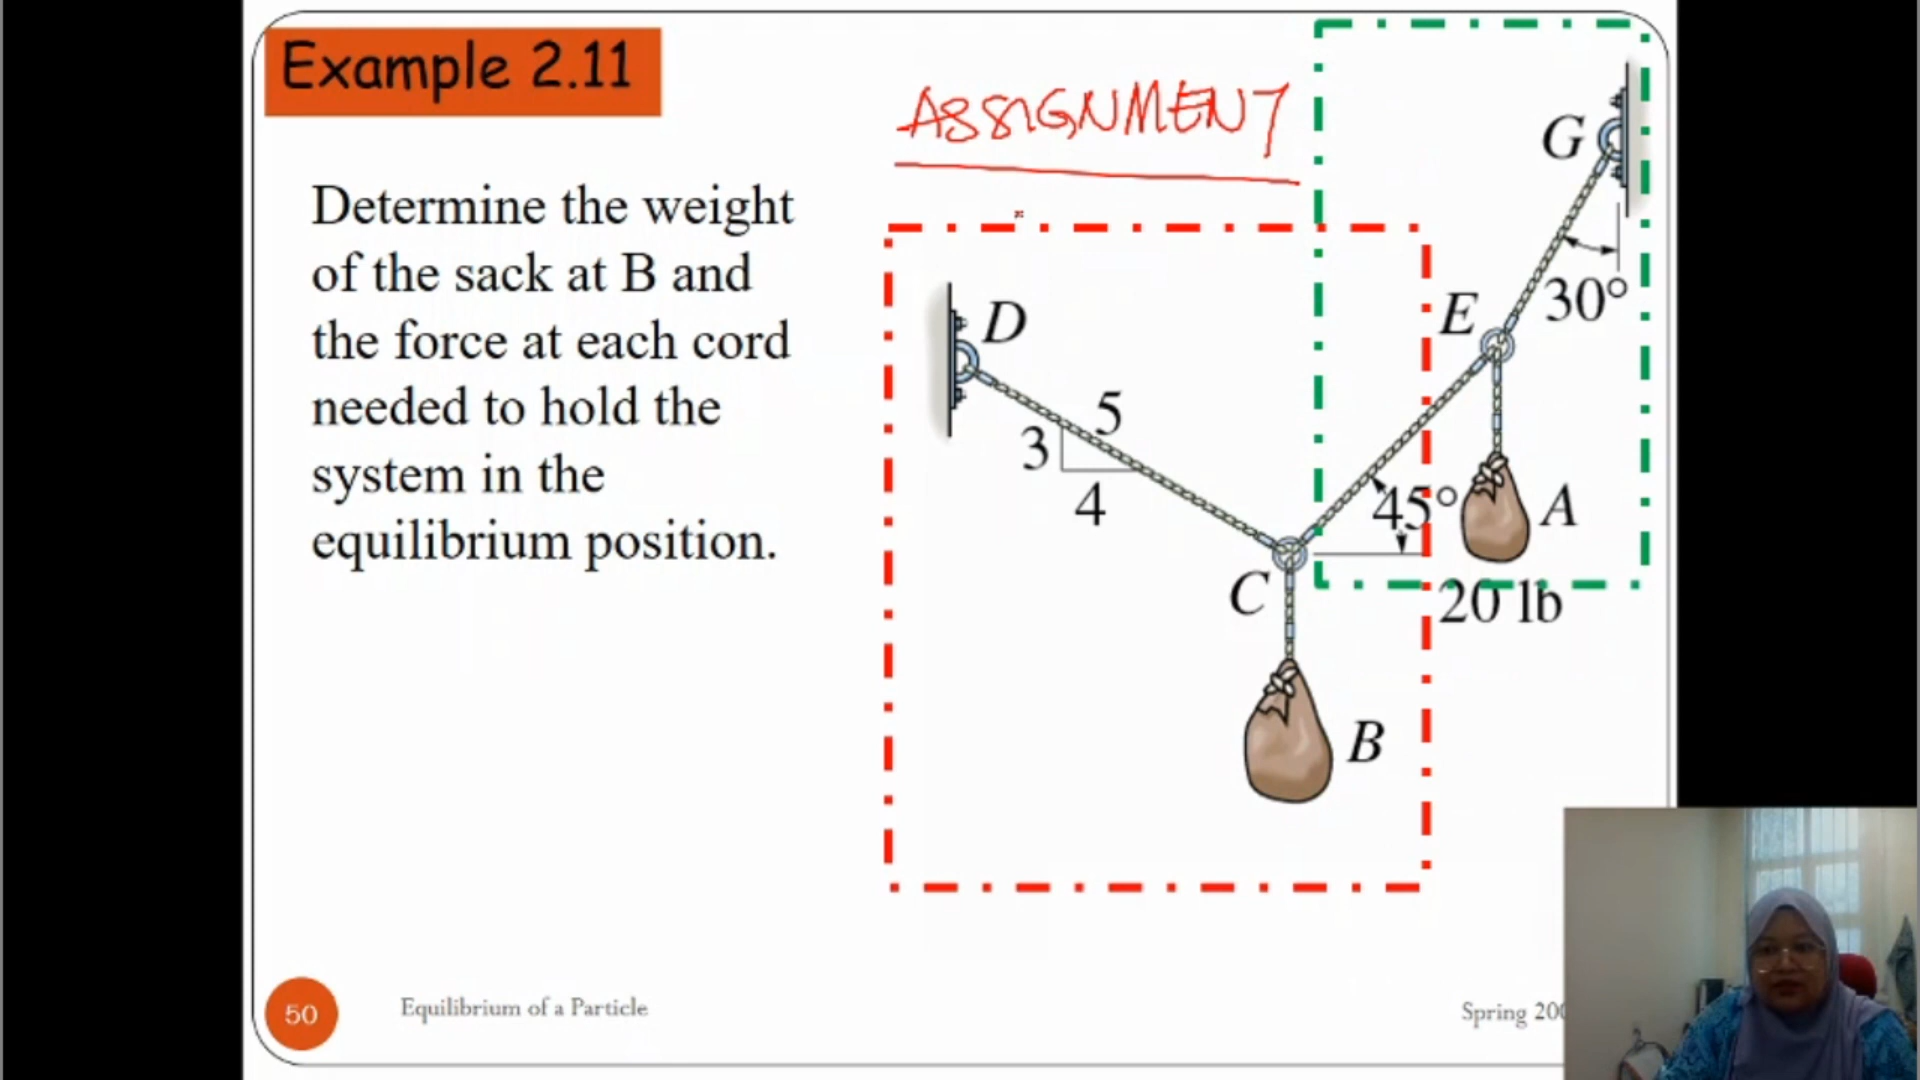 Example 2.11
ASSIGNMENT
Determine the weight
of the sack at B and
the force at each cord
needed to hold the
system in the
equilibrium position.
G
30°
E
D
5
3
4
45°
A
C
20 lb
B
50
Equilibrium of a Particle
Spring